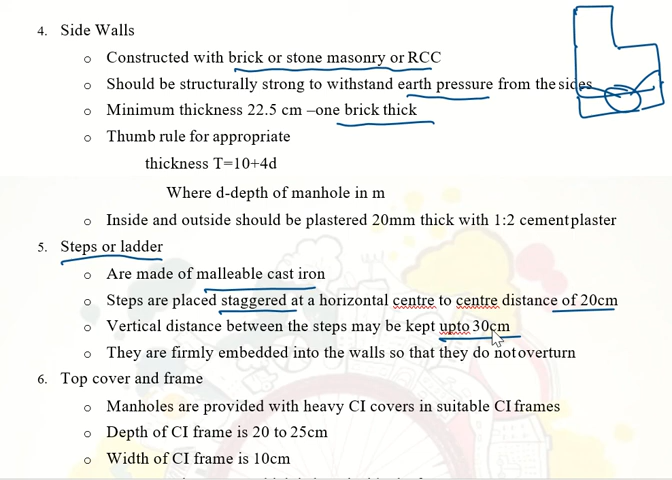 4. Side Walls
o Constructed with brick or stone masonry or RCC
o Should be structurally strong to withstand earth pressure from the sides
o Minimum thickness 22.5 cm –one brick thick
o Thumb rule for appropriate
thickness T=10+4d
Where d-depth of manhole in m
o Inside and outside should be plastered 20mm thick with 1:2 cement plaster
5. Steps or ladder
o Are made of malleable cast iron
o Steps are placed staggered at a horizontal centre to centre distance of 20cm
o Vertical distance between the steps may be kept upto 30cm
o They are firmly embedded into the walls so that they do not overturn
6. Top cover and frame
o Manholes are provided with heavy CI covers in suitable CI frames
o Depth of CI frame is 20 to 25cm
o Width of CI frame is 10cm